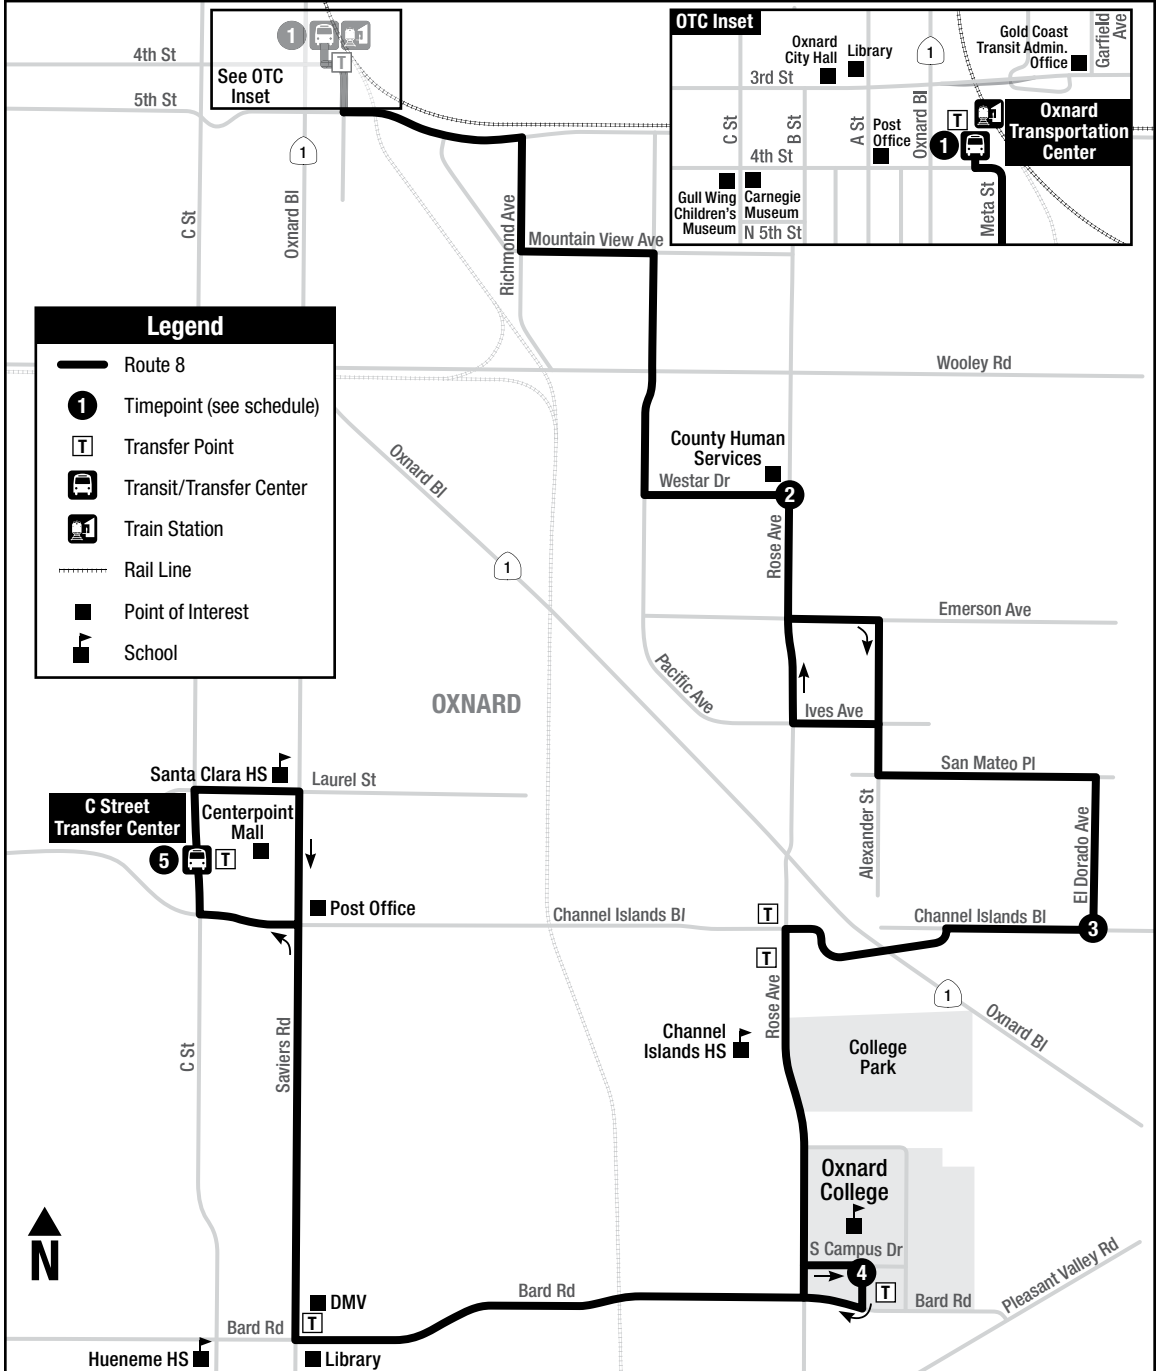 1
T
4th St
5th St
See OTC
Inset
1
C St
Oxnard Bl
Richmond Ave
Mountain View Ave
OTC Inset
Oxnard
City Hall
Library
1
Gold Coast
Transit Admin.
Office
Garfield
Ave
3rd St
C St
B St
A St
Oxnard Bl
Post
Office
4th St
T
1
Oxnard
Transportation
Center
Gull Wing
Children's
Museum
Carnegie
Museum
N 5th St
Meta St
Legend
Route 8
1
Timepoint (see schedule)
T
Transfer Point
Transit/Transfer Center
Train Station
Rail Line
Point of Interest
School
Wooley Rd
Oxnard Bl
County Human
Services
Westar Dr
2
Rose Ave
1
Emerson Ave
Pacific Ave
Ives Ave
OXNARD
San Mateo Pl
Santa Clara HS
Laurel St
C Street
Transfer Center
Centerpoint
Mall
5
T
Alexander St
El Dorado Ave
Post Office
Channel Islands Bl
T
Channel Islands Bl
3
T
Rose Ave
1
Oxnard Bl
C St
Saviers Rd
Channel
Islands HS
College
Park
Oxnard
College
S Campus Dr
4
T
N
DMV
T
Bard Rd
Bard Rd
Bard Rd
Pleasant Valley Rd
Hueneme HS
Library